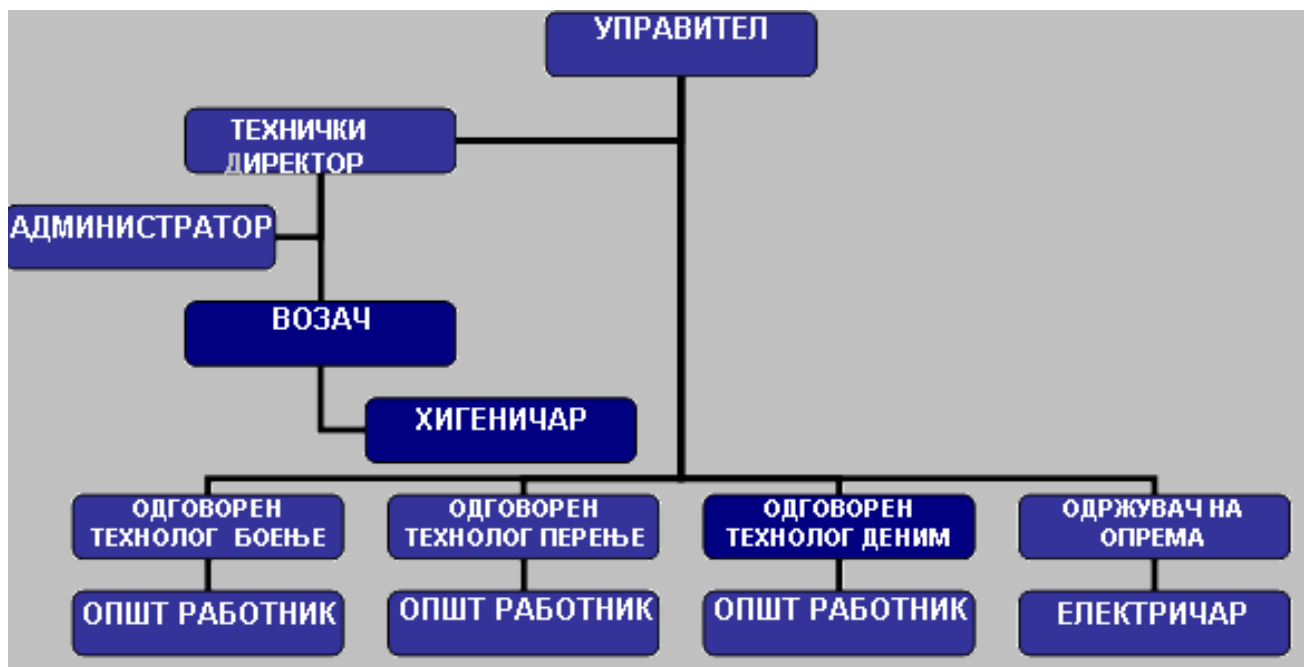 УПРАВИТЕЛ
ТЕХНИЧКИ
ДИРЕКТОР
АДМИНИСТРАТОР
ВОЗАЧ
ХИГЕНИЧАР
ОДГОВОРЕН
ТЕХНОЛОГ БОЕЊЕ
ОДГОВОРЕН
ТЕХНОЛОГ ПЕРЕЊЕ
ОДГОВОРЕН
ТЕХНОЛОГ ДЕНИМ
ОДРЖУВАЧ НА
ОПРЕМА
ОПШТ РАБОТНИК
ОПШТ РАБОТНИК
ОПШТ РАБОТНИК
ЕЛЕКТРИЧАР